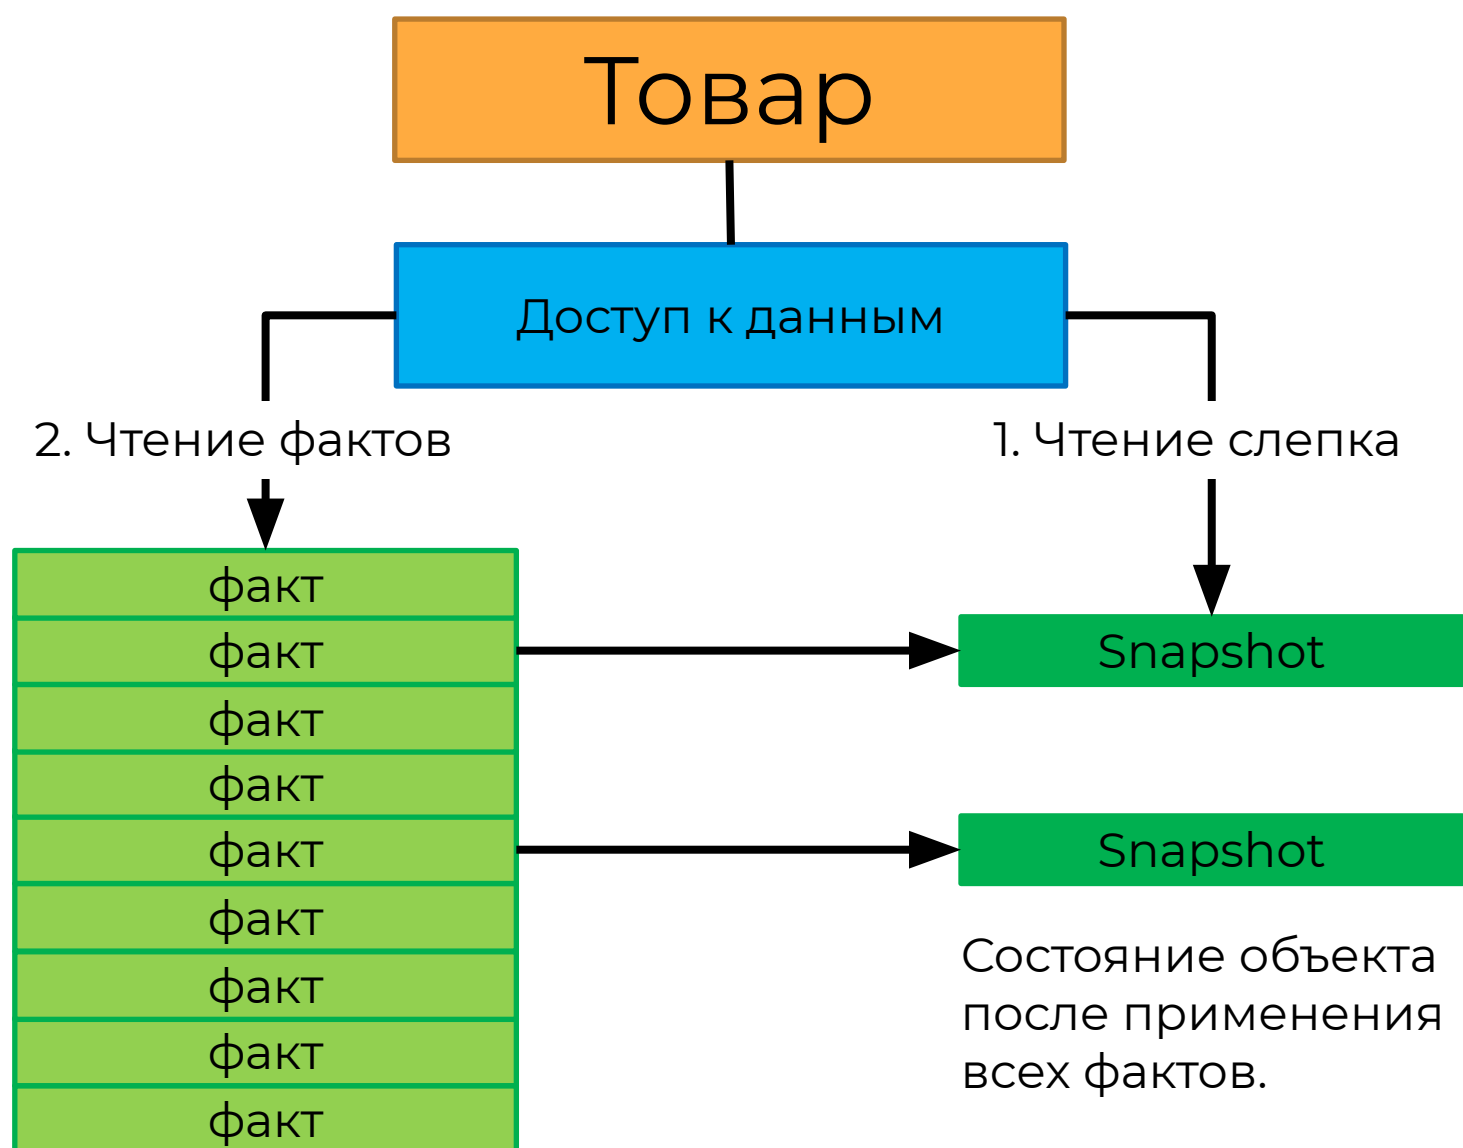 Товар
Доступ к данным
2. Чтение фактов
1. Чтение слепка
факт
факт
Snapshot
факт
факт
факт
Snapshot
факт
факт
факт
факт
Состояние объекта
после применения
всех фактов.